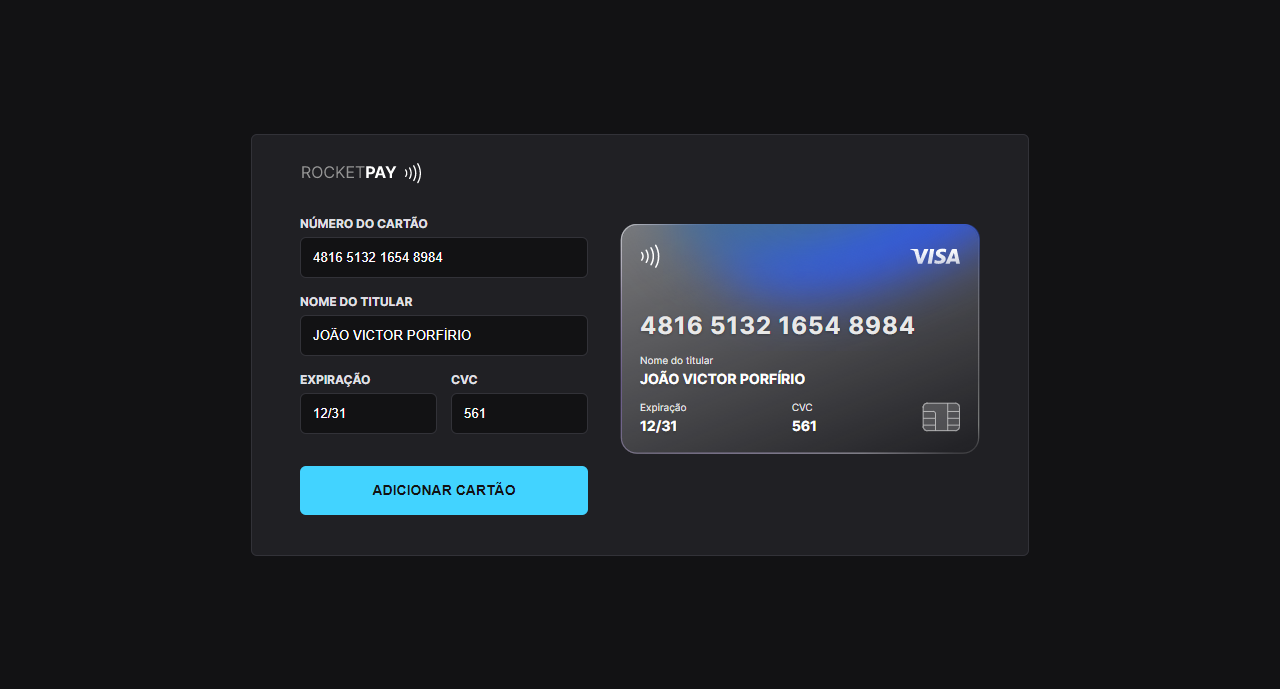 ROCKETPAY
NÚMERO DO CARTÃO
4816 5132 1654 8984
NOME DO TITULAR
JOÃO VICTOR PORFÍRIO
EXPIRAÇÃO CVC
12/31 561
ADICIONAR CARTÃO
VISA
4816 5132 1654 8984
Nome do titular
JOÃO VICTOR PORFÍRIO
Expiração CVC
12/31 561